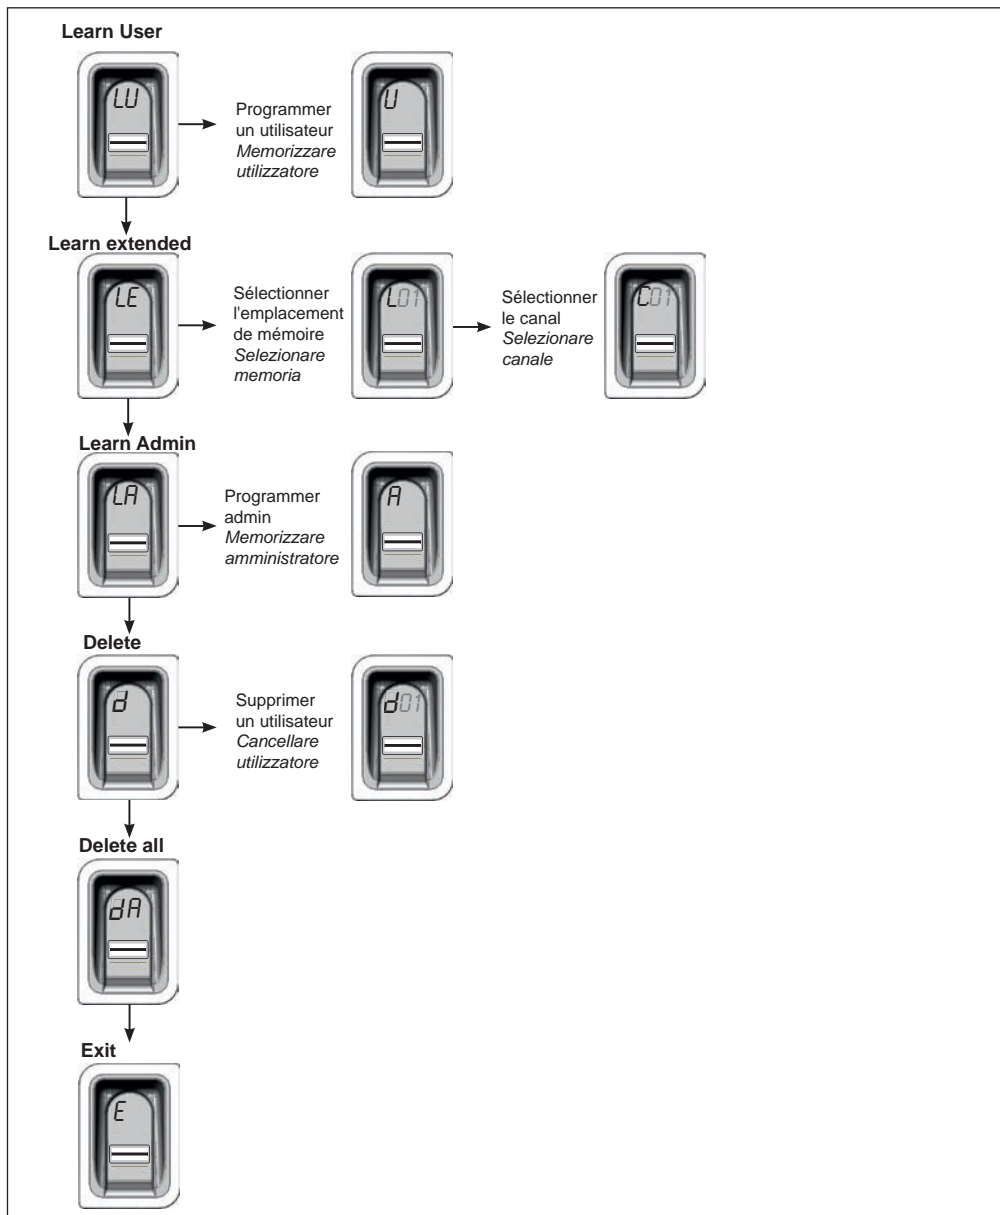 Learn User
LU
Programmer
un utilisateur
Memorizzare
utilizzatore
U
Learn extended
LE
Sélectionner
l'emplacement
de mémoire
Selezionare
memoria
L01
Sélectionner
le canal
Selezionare
canale
C01
Learn Admin
LA
Programmer
admin
Memorizzare
amministratore
A
Delete
d
Supprimer
un utilisateur
Cancellare
utilizzatore
d01
Delete all
dA
Exit
E